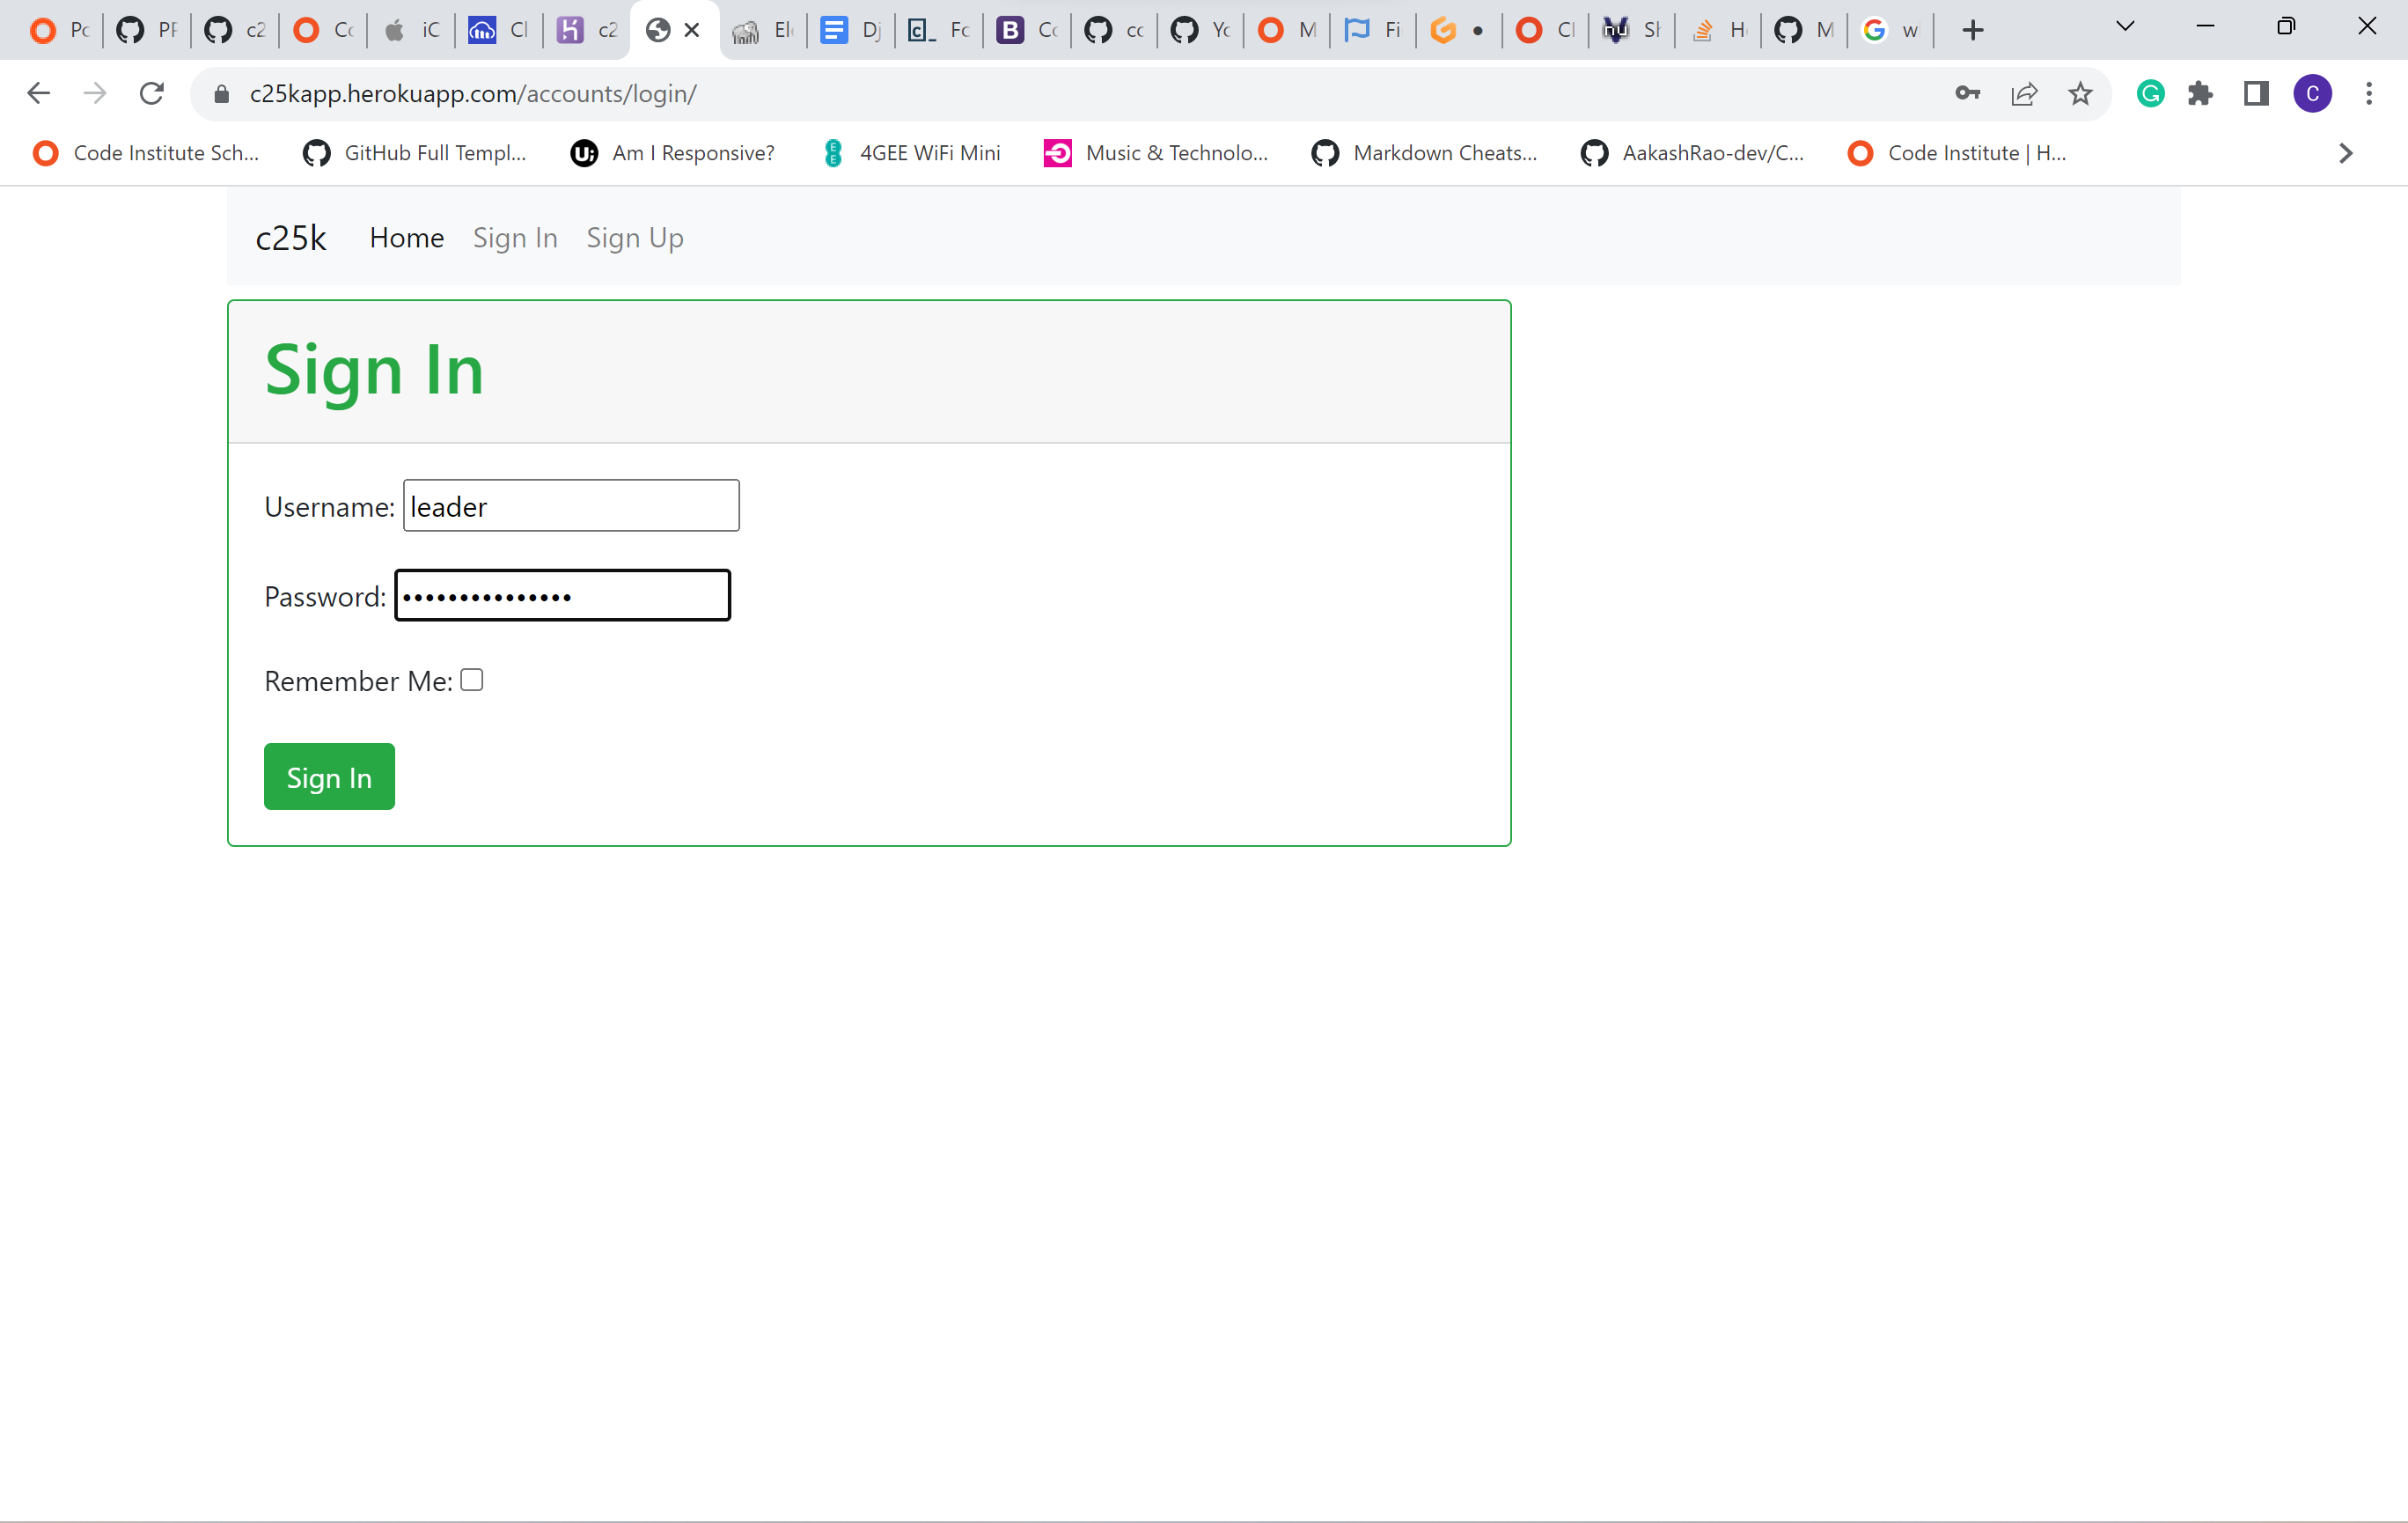 Pc PF c2 Cc iC Cl c2 El Dj Fc Cc cc Yc M Fi Cl Sh H M w
c25kapp.herokuapp.com/accounts/login/ C
Code Institute Sch... GitHub Full Templ... Am I Responsive? 4GEE WiFi Mini Music & Technolo... Markdown Cheats... AakashRao-dev/C... Code Institute | H...
c25k Home Sign In Sign Up
Sign In
Username: leader
Password: •••••••••••••••
Remember Me:
Sign In